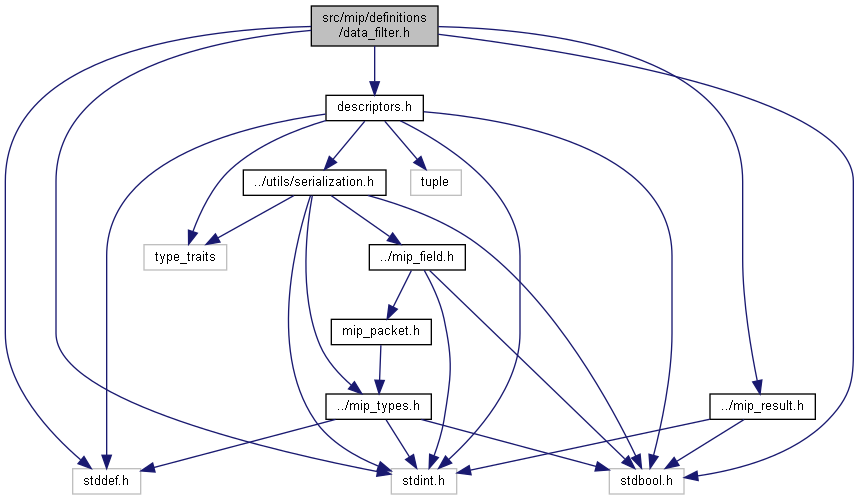 src/mip/definitions
/data_filter.h
descriptors.h
../utils/serialization.h
tuple
type_traits
../mip_field.h
mip_packet.h
../mip_types.h
../mip_result.h
stddef.h
stdint.h
stdbool.h